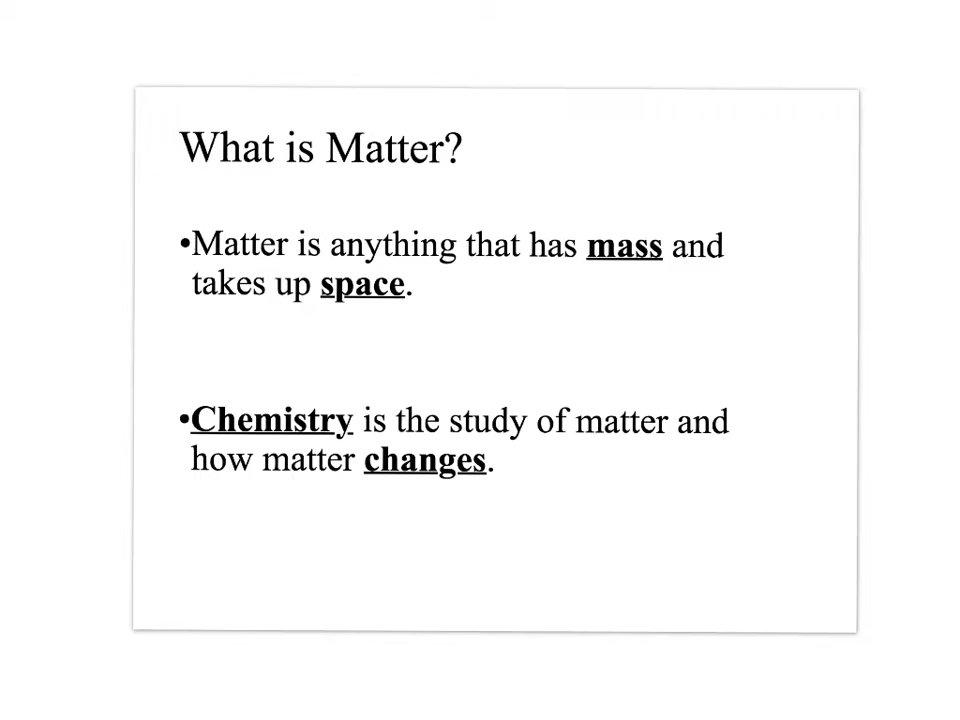 What is Matter?
•Matter is anything that has mass and
takes up space.
•Chemistry is the study of matter and
how matter changes.